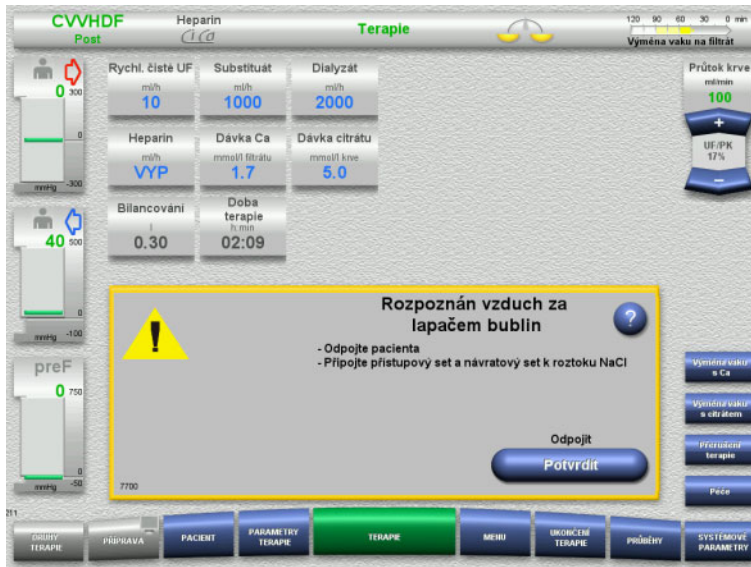 CVVHDF
Post
Heparin
CiCa
Terapie
120 90 60 30 0 min
Výměna vaku na filtrát
0
300
0
-300
mmHg
40
500
0
-100
mmHg
preF
0
750
0
-50
mmHg
Rychl. čisté UF
ml/h
10
Substituát
ml/h
1000
Dialyzát
ml/h
2000
Heparin
ml/h
VYP
Dávka Ca
mmol/l filtrátu
1.7
Dávka citrátu
mmol/l krve
5.0
Bilancování
l
0.30
Doba
terapie
h:min
02:09
Průtok krve
ml/min
100
+
UF/PK
17%
–
!
Rozpoznán vzduch za
lapačem bublin
?
- Odpojte pacienta
- Připojte přístupový set a návratový set k roztoku NaCl
Odpojit
Potvrdit
7700
Výměna vaku
s Ca
Výměna vaku
s citrátem
Přerušení
terapie
Péče
211
DRUHY
TERAPIE
PŘÍPRAVA
PACIENT
PARAMETRY
TERAPIE
TERAPIE
MENU
UKONČENÍ
TERAPIE
PRŮBĚHY
SYSTÉMOVÉ
PARAMETRY